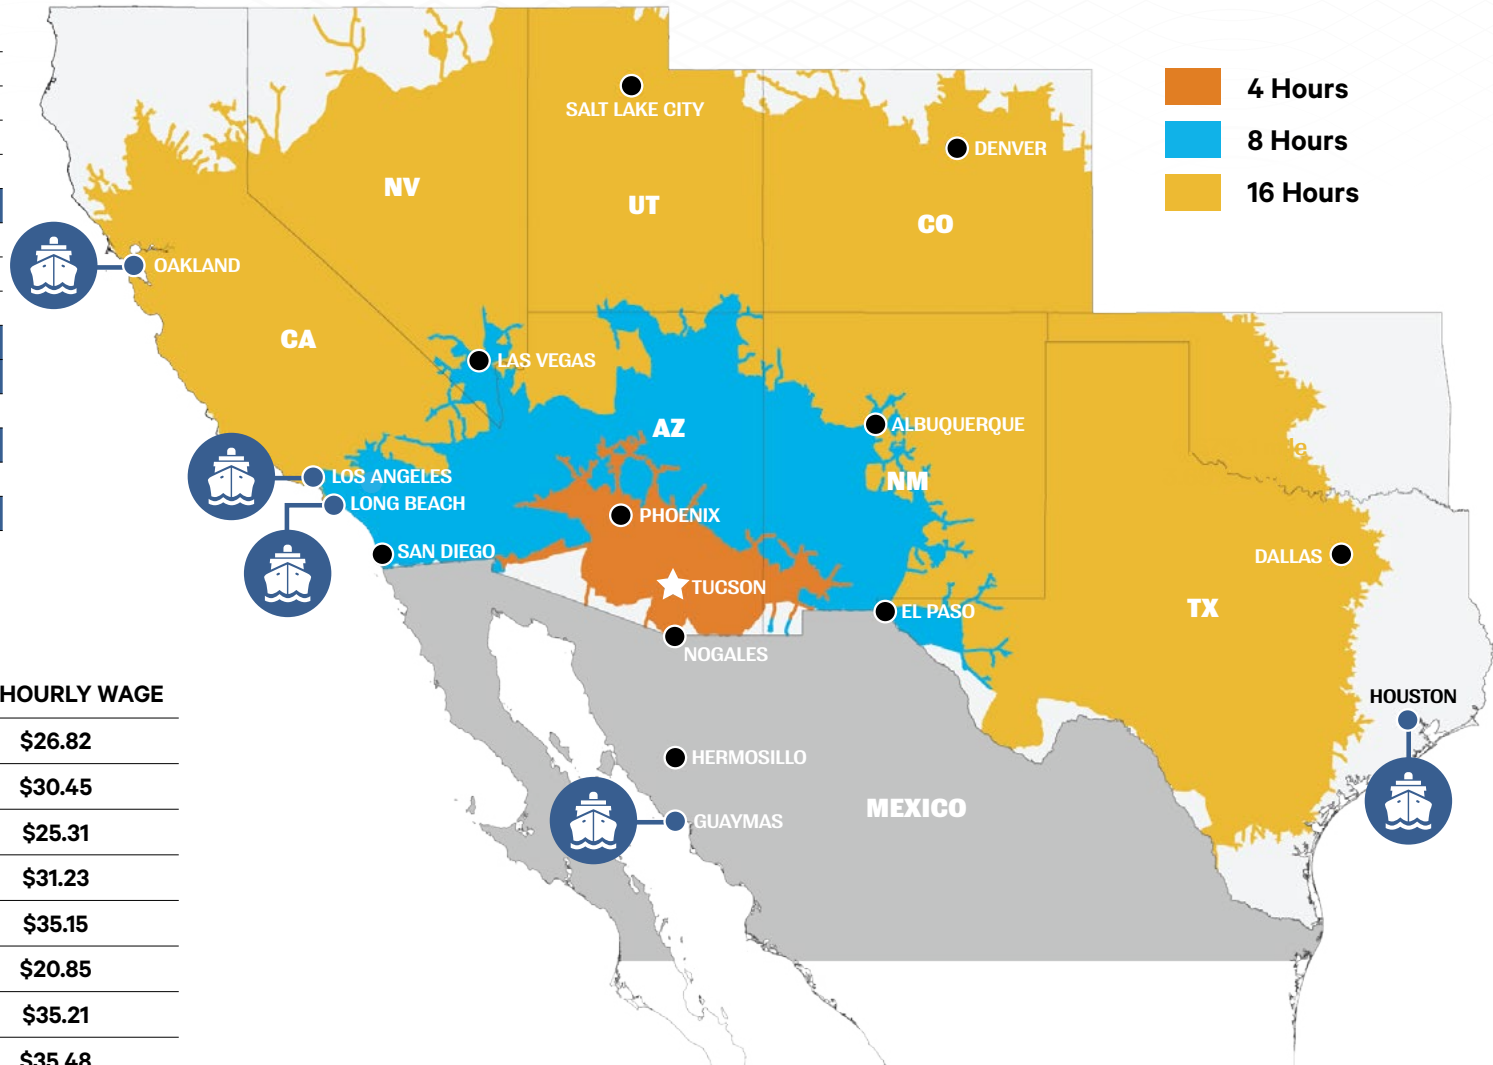 4 Hours
8 Hours
16 Hours
SALT LAKE CITY
DENVER
NV
UT
CO
OAKLAND
CA
LAS VEGAS
AZ
ALBUQUERQUE
NM
LOS ANGELES
LONG BEACH
PHOENIX
SAN DIEGO
TUCSON
EL PASO
DALLAS
TX
NOGALES
HOUSTON
HERMOSILLO
GUAYMAS
MEXICO
HOURLY WAGE
$26.82
$30.45
$25.31
$31.23
$35.15
$20.85
$35.21
$35.48